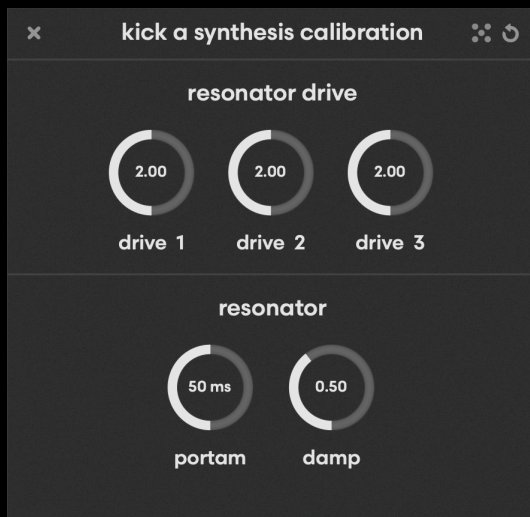 kick a synthesis calibration
resonator drive
2.00 2.00 2.00
drive 1 drive 2 drive 3
resonator
50 ms 0.50
portam damp